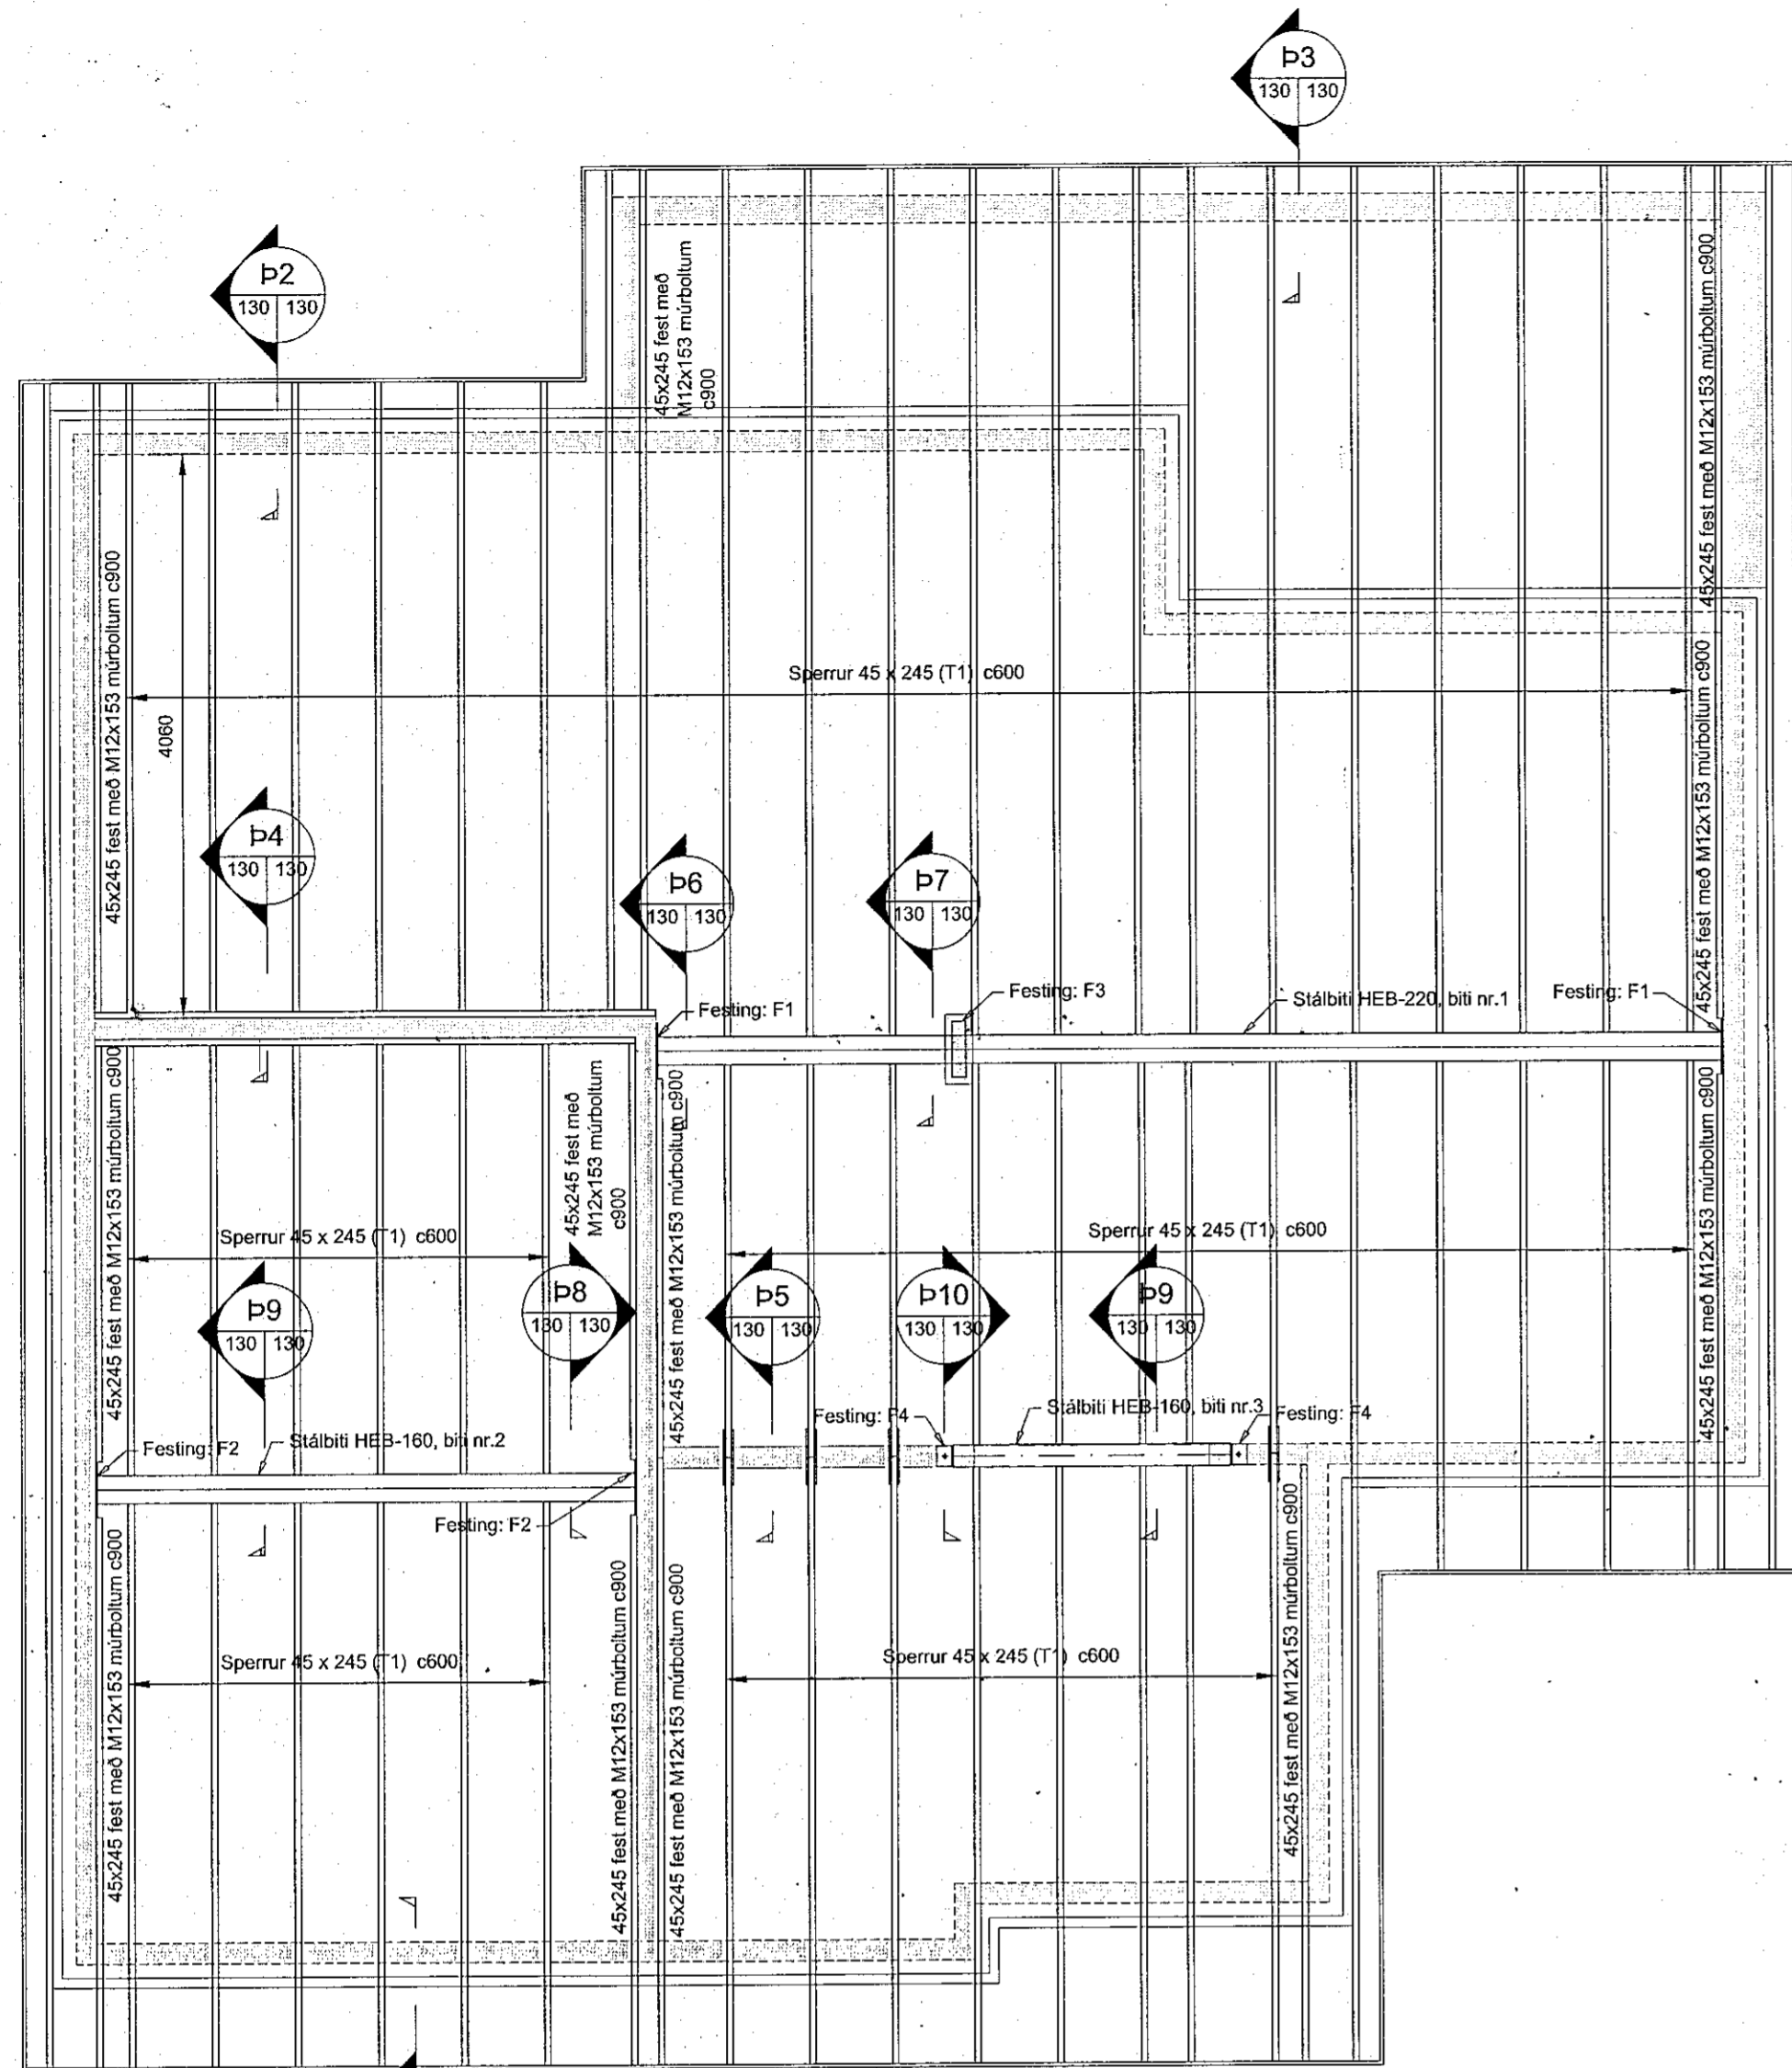 Þ3
130 130
Þ2
130 130
45x245 fest með
M12x153 múrboltum
c900
45x245 fest með M12x153 múrboltum c900
45x245 fest með M12x153 múrboltum c900
4060
Sperrur 45 x 245 (T1) c600
45x245 fest með M12x153 múrboltum c900
Þ4
130 130
Þ6
130 130
Þ7
130 130
Festing: F1
Festing: F3
Stálbiti HEB-220, biti nr.1
Festing: F1
45x245 fest með M12x153 múrboltum c900
45x245 fest með
M12x153 múrboltum
c900
45x245 fest með M12x153 múrboltum c900
45x245 fest með M12x153 múrboltum c900
Sperrur 45 x 245 (T1) c600
Sperrur 45 x 245 (T1) c600
Þ9
130 130
Þ8
130 130
Þ5
130 130
Þ10
130 130
Þ9
130 130
Festing: F2
Stálbiti HEB-160, biti nr.2
Festing: F4
Stálbiti HEB-160, biti nr.3
Festing: F4
Festing: F2
45x245 fest með M12x153 múrboltum c900
45x245 fest með M12x153 múrboltum c900
45x245 fest með M12x153 múrboltum c900
45x245 fest með M12x153 múrboltum c900
Sperrur 45 x 245 (T1) c600
Sperrur 45 x 245 (T1) c600